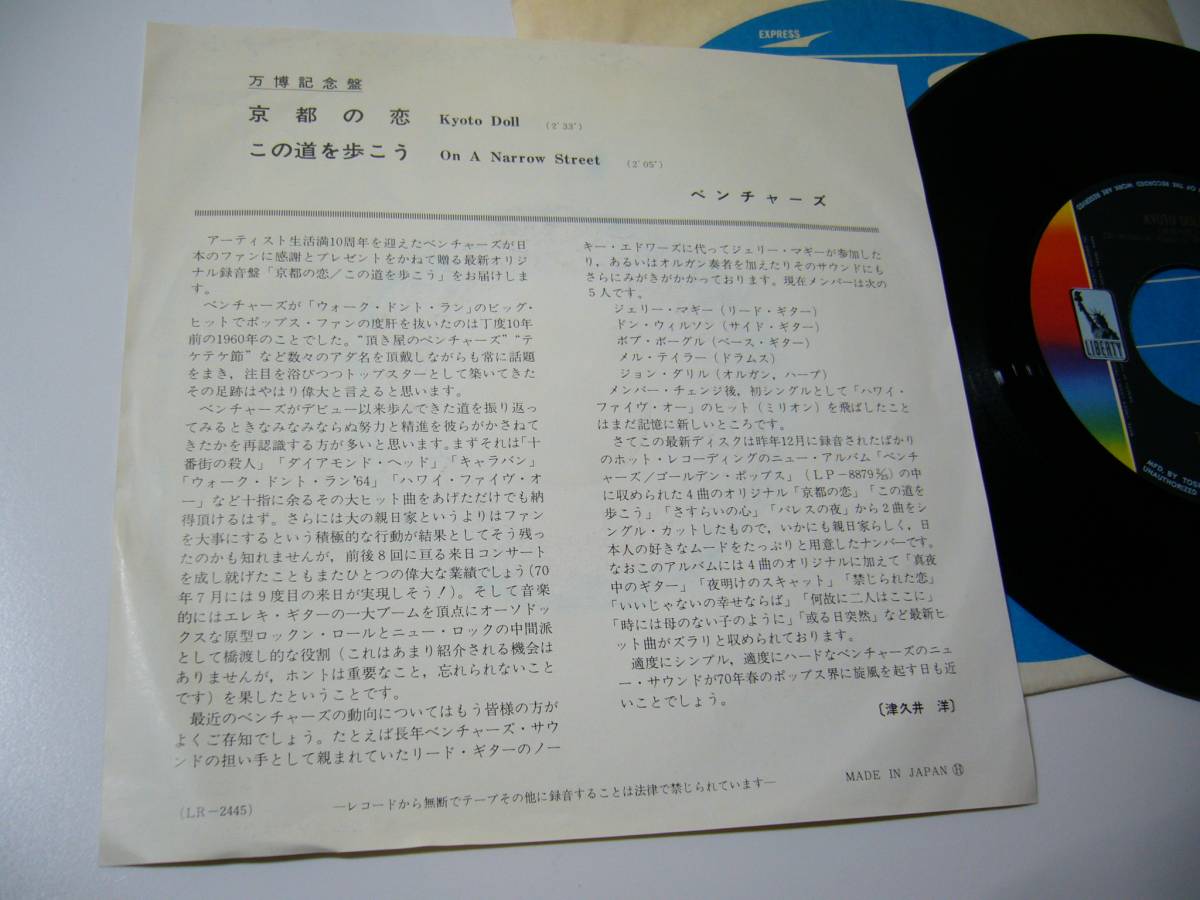 万博記念盤
京都の恋 Kyoto Doll (2'33")
この道を歩こう On A Narrow Street (2'05")
ベンチャーズ
アーティスト生活満10周年を迎えたベンチャーズが日
本のファンに感謝とプレゼントをかねて贈る最新オリジ
ナル録音盤「京都の恋／この道を歩こう」をお届けしま
す。
ベンチャーズが「ウォーク・ドント・ラン」のビッグ・
ヒットでポップス・ファンの度肝を抜いたのは丁度10年
前の1960年のことでした。“頂き屋のベンチャーズ”“テ
ケテケ節”など数々のアダ名を頂戴しながらも常に話題
をまき，注目を浴びつつトップスターとして築いてきた
その足跡はやはり偉大と言えると思います。
ベンチャーズがデビュー以来歩んできた道を振り返っ
てみるときなみなみならぬ努力と精進を彼らがかさねて
きたかを再認識する方が多いと思います。まずそれは「十
番街の殺人」「ダイアモンド・ヘッド」「キャラバン」
「ウォーク・ドント・ラン'64」「ハワイ・ファイヴ・オ
ー」など十指に余るその大ヒット曲をあげただけでも納
得頂けるはず。さらには大の親日家というよりはファン
を大事にするという積極的な行動が結果としてそう残っ
たのかも知れませんが，前後8回に亘る来日コンサート
を成し就げたこともまたひとつの偉大な業績でしょう(70
年7月には9度目の来日が実現しそう！)。そして音楽
的にはエレキ・ギターの一大ブームを頂点にオーソドッ
クスな原型ロックン・ロールとニュー・ロックの中間派
として橋渡し的な役割（これはあまり紹介される機会は
ありませんが，ホントは重要なこと，忘れられないこと
です）を果したということです。
最近のベンチャーズの動向についてはもう皆様の方が
よくご存知でしょう。たとえば長年ベンチャーズ・サウ
ンドの担い手として親まれていたリード・ギターのノー
キー・エドワーズに代ってジェリー・マギーが参加した
り，あるいはオルガン奏者を加えたりそのサウンドにも
さらにみがきがかかっております。現在メンバーは次の
5人です。
ジェリー・マギー（リード・ギター）
ドン・ウィルソン（サイド・ギター）
ボブ・ボーグル（ベース・ギター）
メル・テイラー（ドラムス）
ジョン・ダリル（オルガン，ハープ）
メンバー・チェンジ後，初シングルとして「ハワイ・
ファイヴ・オー」のヒット（ミリオン）を飛ばしたこと
はまだ記憶に新しいところです。
さてこの最新ディスクは昨年12月に録音されたばかり
のホット・レコーディングのニュー・アルバム「ベンチ
ャーズ／ゴールデン・ポップス」(LP－8879)の中
に収められた4曲のオリジナル「京都の恋」「この道を
歩こう」「さすらいの心」「パレスの夜」から2曲をシ
ングル・カットしたもので，いかにも親日家らしく，日
本人の好きなムードをたっぷりと用意したナンバーです。
なおこのアルバムには4曲のオリジナルに加えて「真夜
中のギター」「夜明けのスキャット」「禁じられた恋」
「いいじゃないの幸せならば」「何故に二人はここに」
「時には母のない子のように」「或る日突然」など最新ヒ
ット曲がズラリと収められております。
適度にシンプル，適度にハードなベンチャーズのニュ
ー・サウンドが70年春のポップス界に旋風を起す日も近
いことでしょう。
〔津久井 洋〕
MADE IN JAPAN
―レコードから無断でテープその他に録音することは法律で禁じられています―
(LR－2445)
EXPRESS
LIBERTY
MFD. BY TOS
UNAUTHORIZED